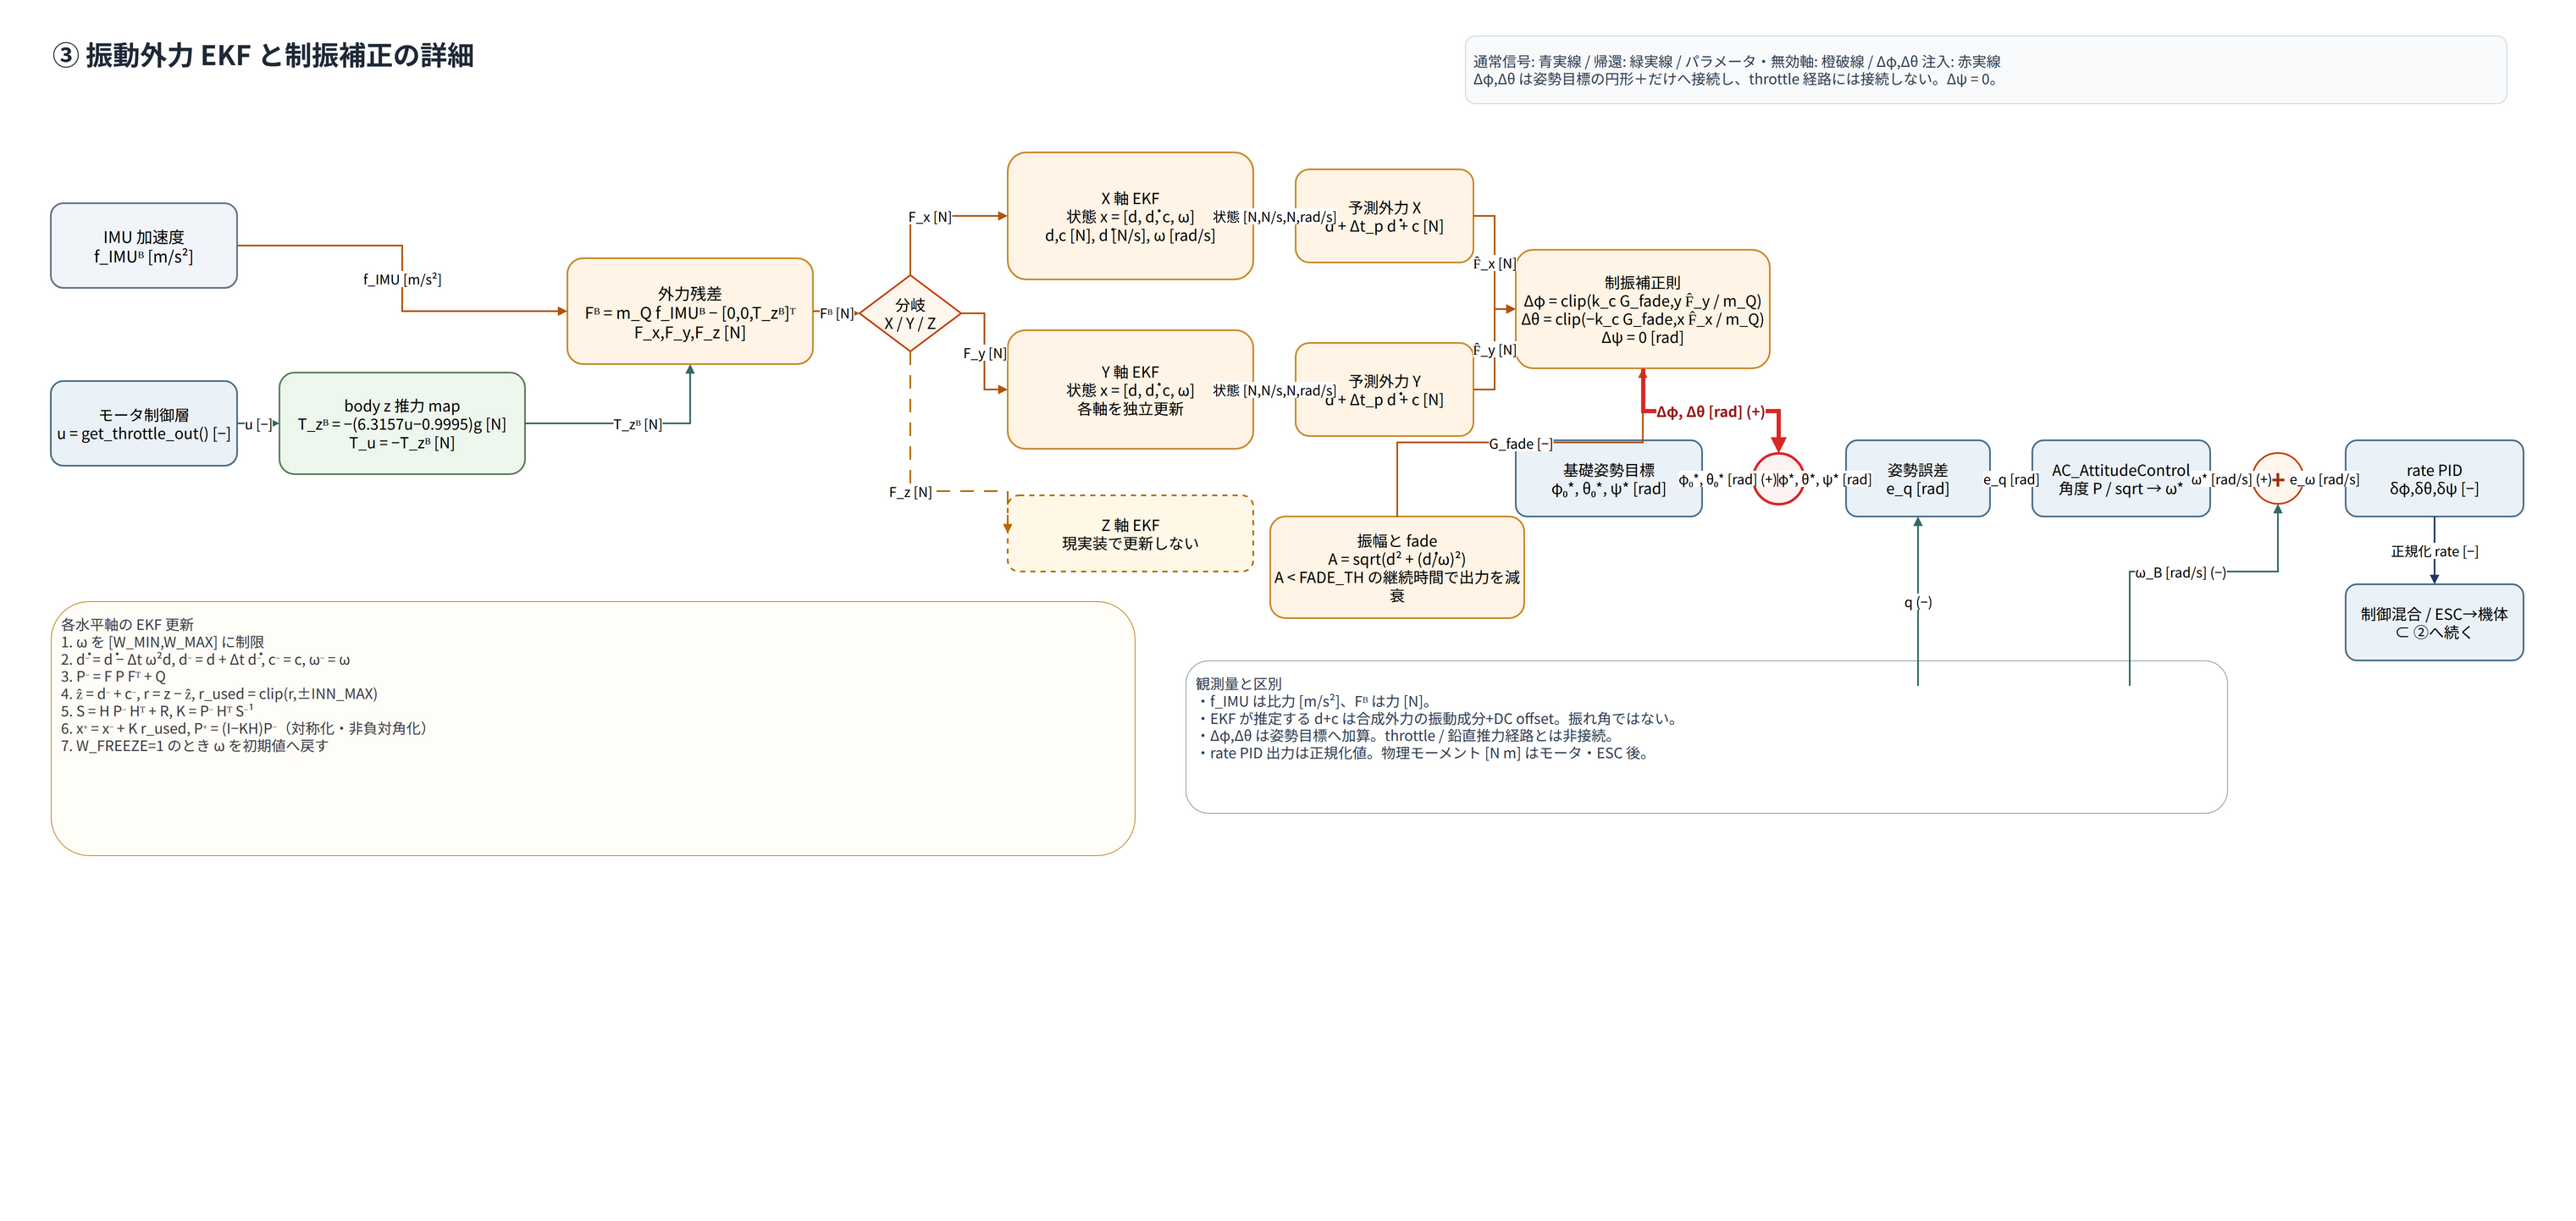 ③ 振動外力 EKF と制振補正の詳細
通常信号: 青実線 / 帰還: 緑実線 / パラメータ・無効軸: 橙破線 / Δφ,Δθ 注入: 赤実線
Δφ,Δθ は姿勢目標の円形＋だけへ接続し、throttle 経路には接続しない。Δψ = 0。
IMU 加速度
f_IMUᴮ [m/s²]
f_IMU [m/s²]
モータ制御層
u = get_throttle_out() [−]
u [−]
body z 推力 map
T_zᴮ = −(6.3157u−0.9995)g [N]
T_u = −T_zᴮ [N]
T_zᴮ [N]
外力残差
Fᴮ = m_Q f_IMUᴮ − [0,0,T_zᴮ]ᵀ
F_x,F_y,F_z [N]
Fᴮ [N]
分岐
X / Y / Z
F_x [N]
F_y [N]
F_z [N]
X 軸 EKF
状態 x = [d, ḋ, c, ω]
d,c [N], ḋ [N/s], ω [rad/s]
状態 [N,N/s,N,rad/s]
予測外力 X
d + Δt_p ḋ + c [N]
F̂_x [N]
Y 軸 EKF
状態 x = [d, ḋ, c, ω]
各軸を独立更新
状態 [N,N/s,N,rad/s]
予測外力 Y
d + Δt_p ḋ + c [N]
F̂_y [N]
Z 軸 EKF
現実装で更新しない
制振補正則
Δφ = clip(k_c G_fade,y F̂_y / m_Q)
Δθ = clip(−k_c G_fade,x F̂_x / m_Q)
Δψ = 0 [rad]
Δφ, Δθ [rad] (+)
G_fade [−]
振幅と fade
A = sqrt(d² + (ḋ/ω)²)
A < FADE_TH の継続時間で出力を減
衰
基礎姿勢目標
φ₀*, θ₀*, ψ* [rad]
φ₀*, θ₀* [rad] (+)
φ*, θ*, ψ* [rad]
姿勢誤差
e_q [rad]
e_q [rad]
q (−)
AC_AttitudeControl
角度 P / sqrt → ω*
ω* [rad/s] (+)
+
e_ω [rad/s]
ω_B [rad/s] (−)
rate PID
δφ,δθ,δψ [−]
正規化 rate [−]
制御混合 / ESC→機体
⊂ ②へ続く
各水平軸の EKF 更新
1. ω を [W_MIN,W_MAX] に制限
2. ḋ⁻ = ḋ − Δt ω²d, d⁻ = d + Δt ḋ⁻, c⁻ = c, ω⁻ = ω
3. P⁻ = F P Fᵀ + Q
4. ẑ = d⁻ + c⁻, r = z − ẑ, r_used = clip(r,±INN_MAX)
5. S = H P⁻ Hᵀ + R, K = P⁻ Hᵀ S⁻¹
6. x⁺ = x⁻ + K r_used, P⁺ = (I−KH)P⁻（対称化・非負対角化）
7. W_FREEZE=1 のとき ω を初期値へ戻す
観測量と区別
・f_IMU は比力 [m/s²]、Fᴮ は力 [N]。
・EKF が推定する d+c は合成外力の振動成分+DC offset。振れ角ではない。
・Δφ,Δθ は姿勢目標へ加算。throttle / 鉛直推力経路とは非接続。
・rate PID 出力は正規化値。物理モーメント [N m] はモータ・ESC 後。